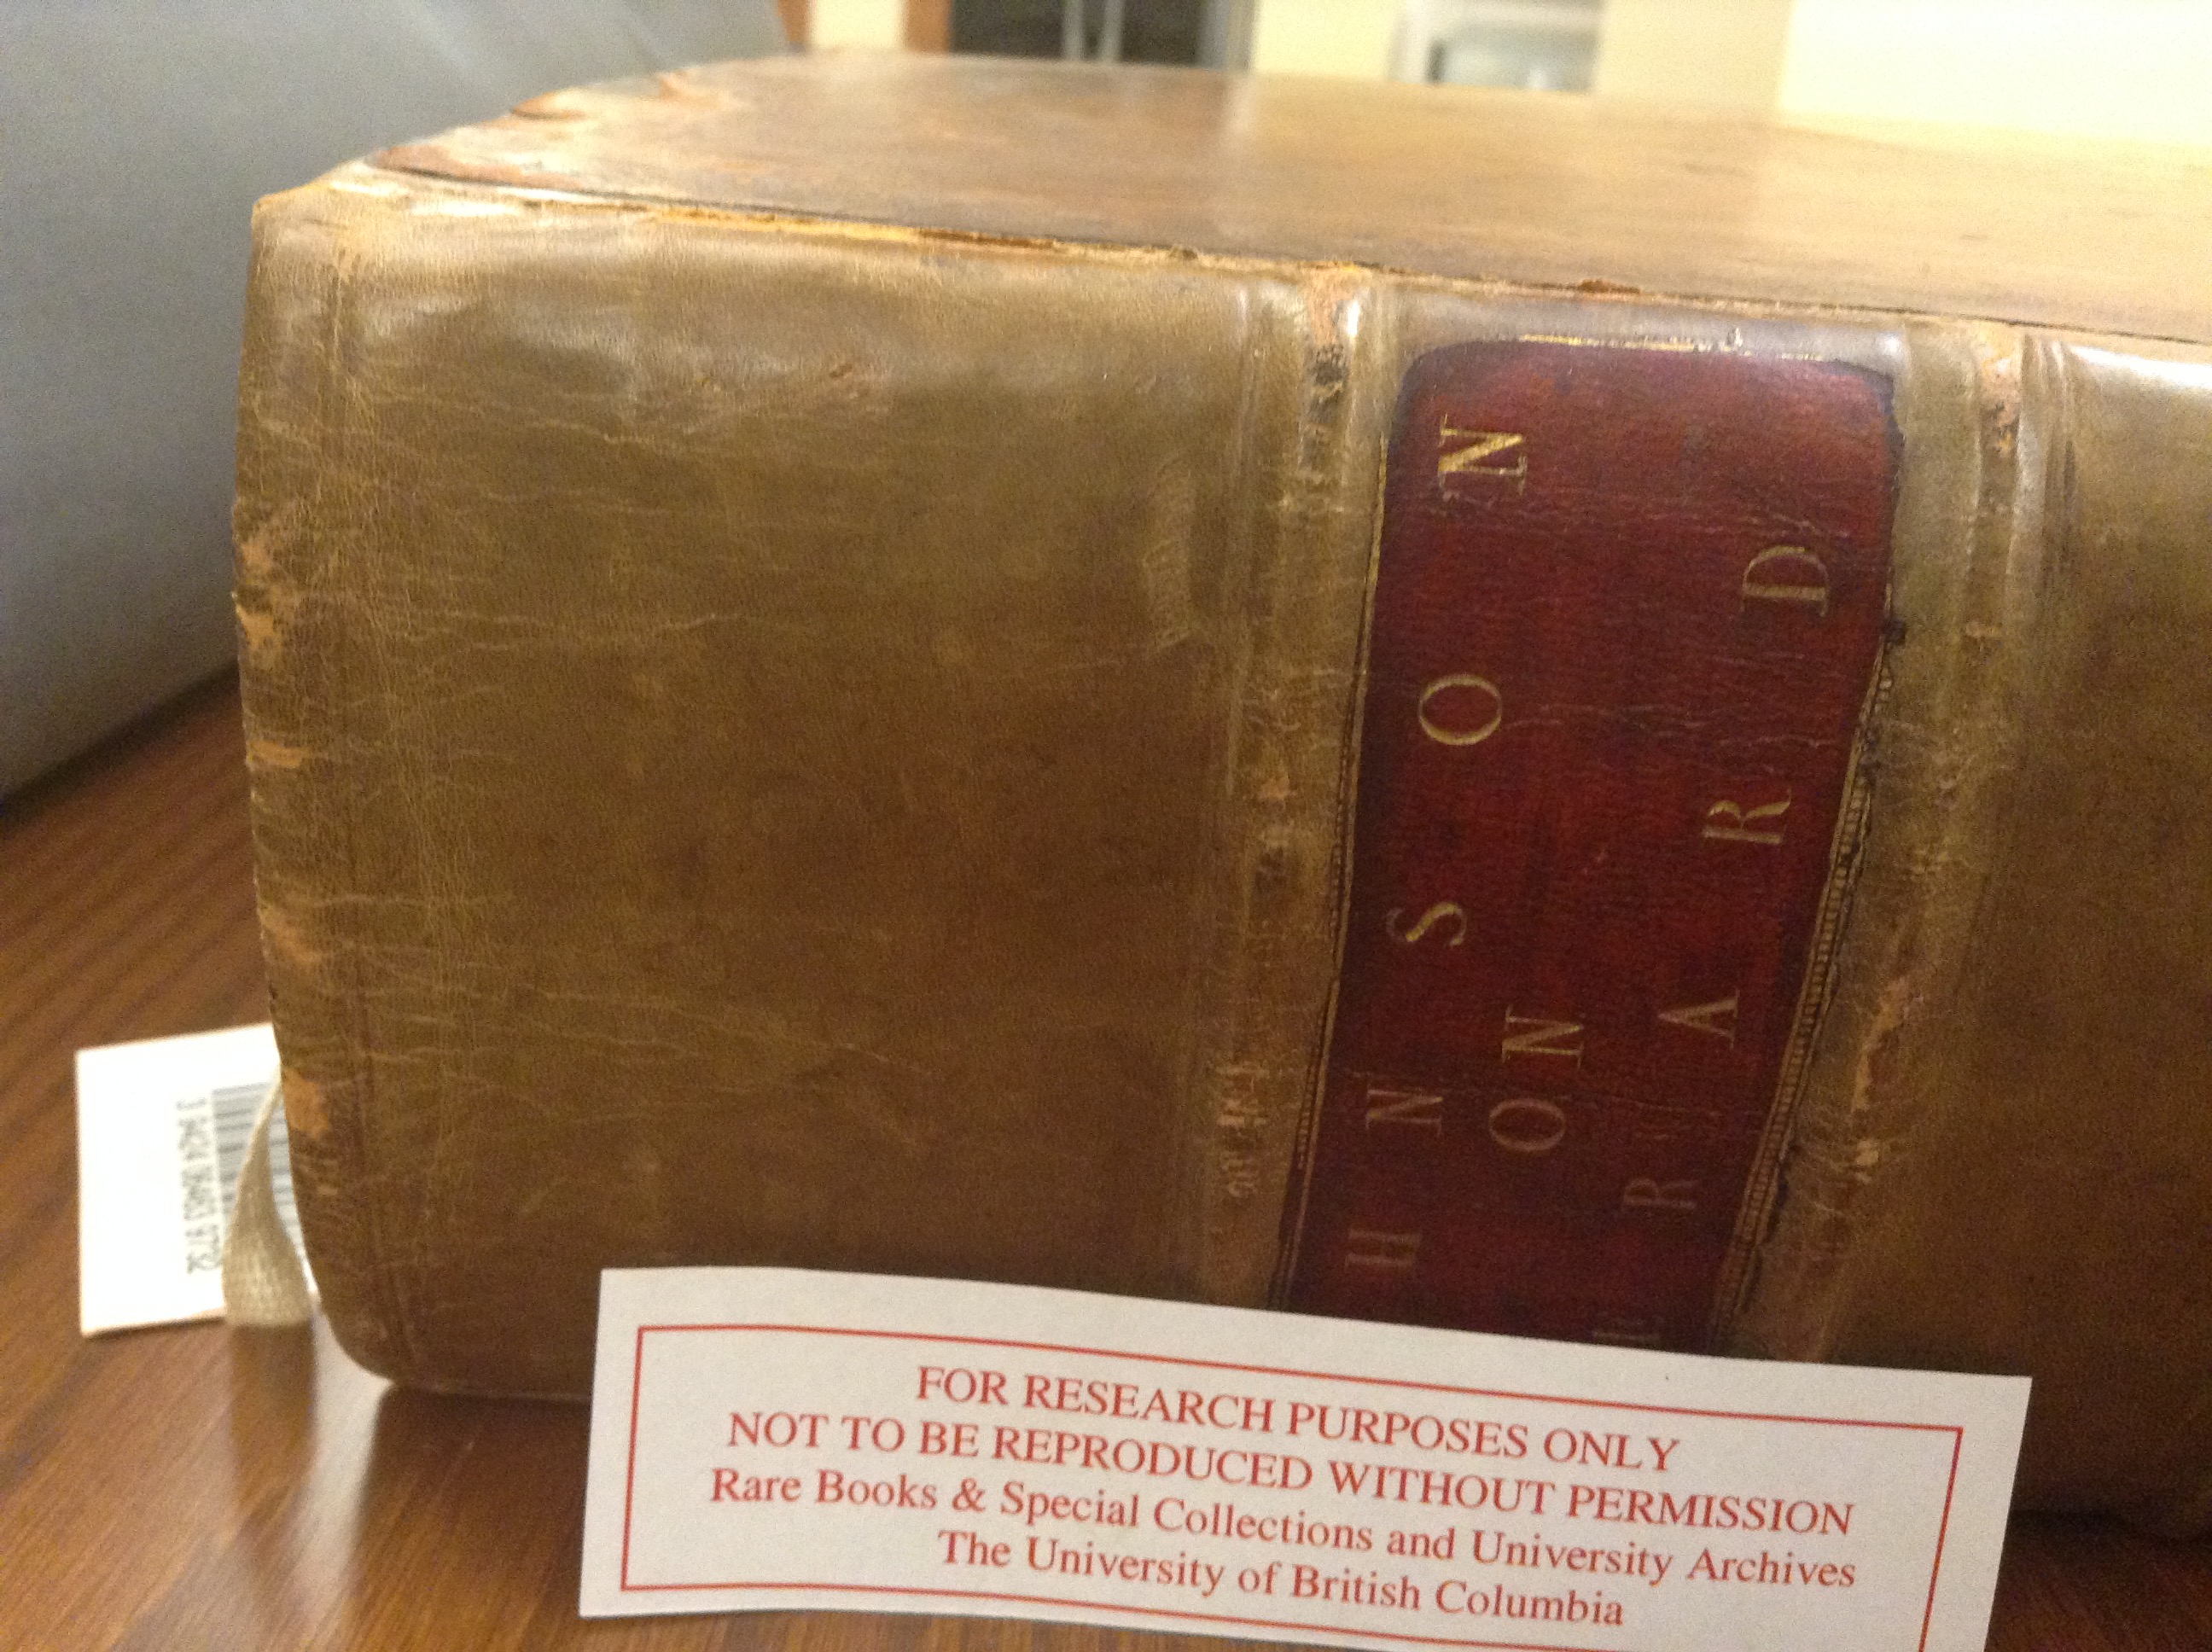 HNSON
ON
RARD
FOR RESEARCH PURPOSES ONLY
NOT TO BE REPRODUCED WITHOUT PERMISSION
Rare Books & Special Collections and University Archives
The University of British Columbia